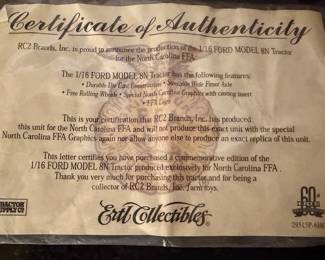 Certificate of Authenticity
RC2 Brands, Inc. is proud to announce the production of the 1/16 FORD MODEL 8N Tractor
for the North Carolina FFA.
The 1/16 FORD MODEL 8N Tractor has the following features:
• Durable Die Cast Construction • Steerable Wide Front Axle
• Free Rolling Wheels • Special North Carolina Graphics with casting insert
• FFA Logo
This is your certification that RC2 Brands, Inc. has produced
this unit for the North Carolina FFA and will not produce this exact unit with the special
North Carolina FFA Graphics again nor allow anyone else to produce an exact replica of this unit.
This letter certifies you have purchased a commemorative edition of the
1/16 FORD MODEL 8N Tractor produced exclusively for North Carolina FFA.
Thank you very much for purchasing this tractor and for being a
collector of RC2 Brands, Inc. farm toys.
TRACTOR
SUPPLY CO
Ertl Collectibles®
60